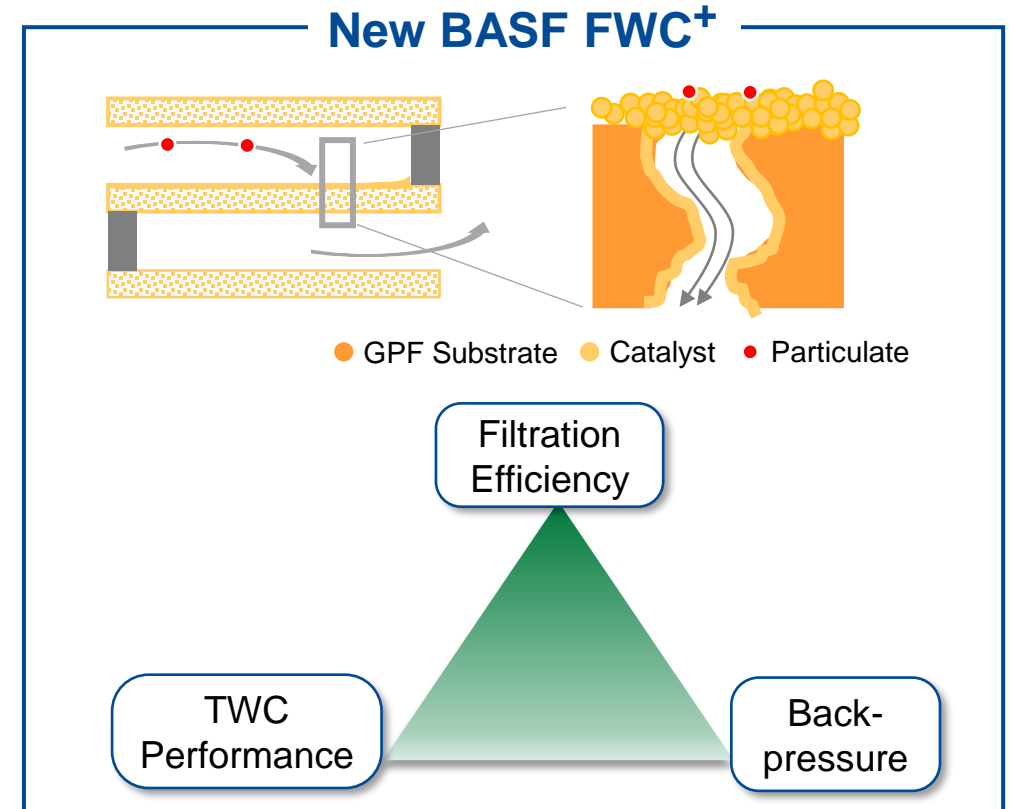 New BASF FWC+
GPF Substrate Catalyst Particulate
Filtration
Efficiency
TWC
Performance
Back-
pressure